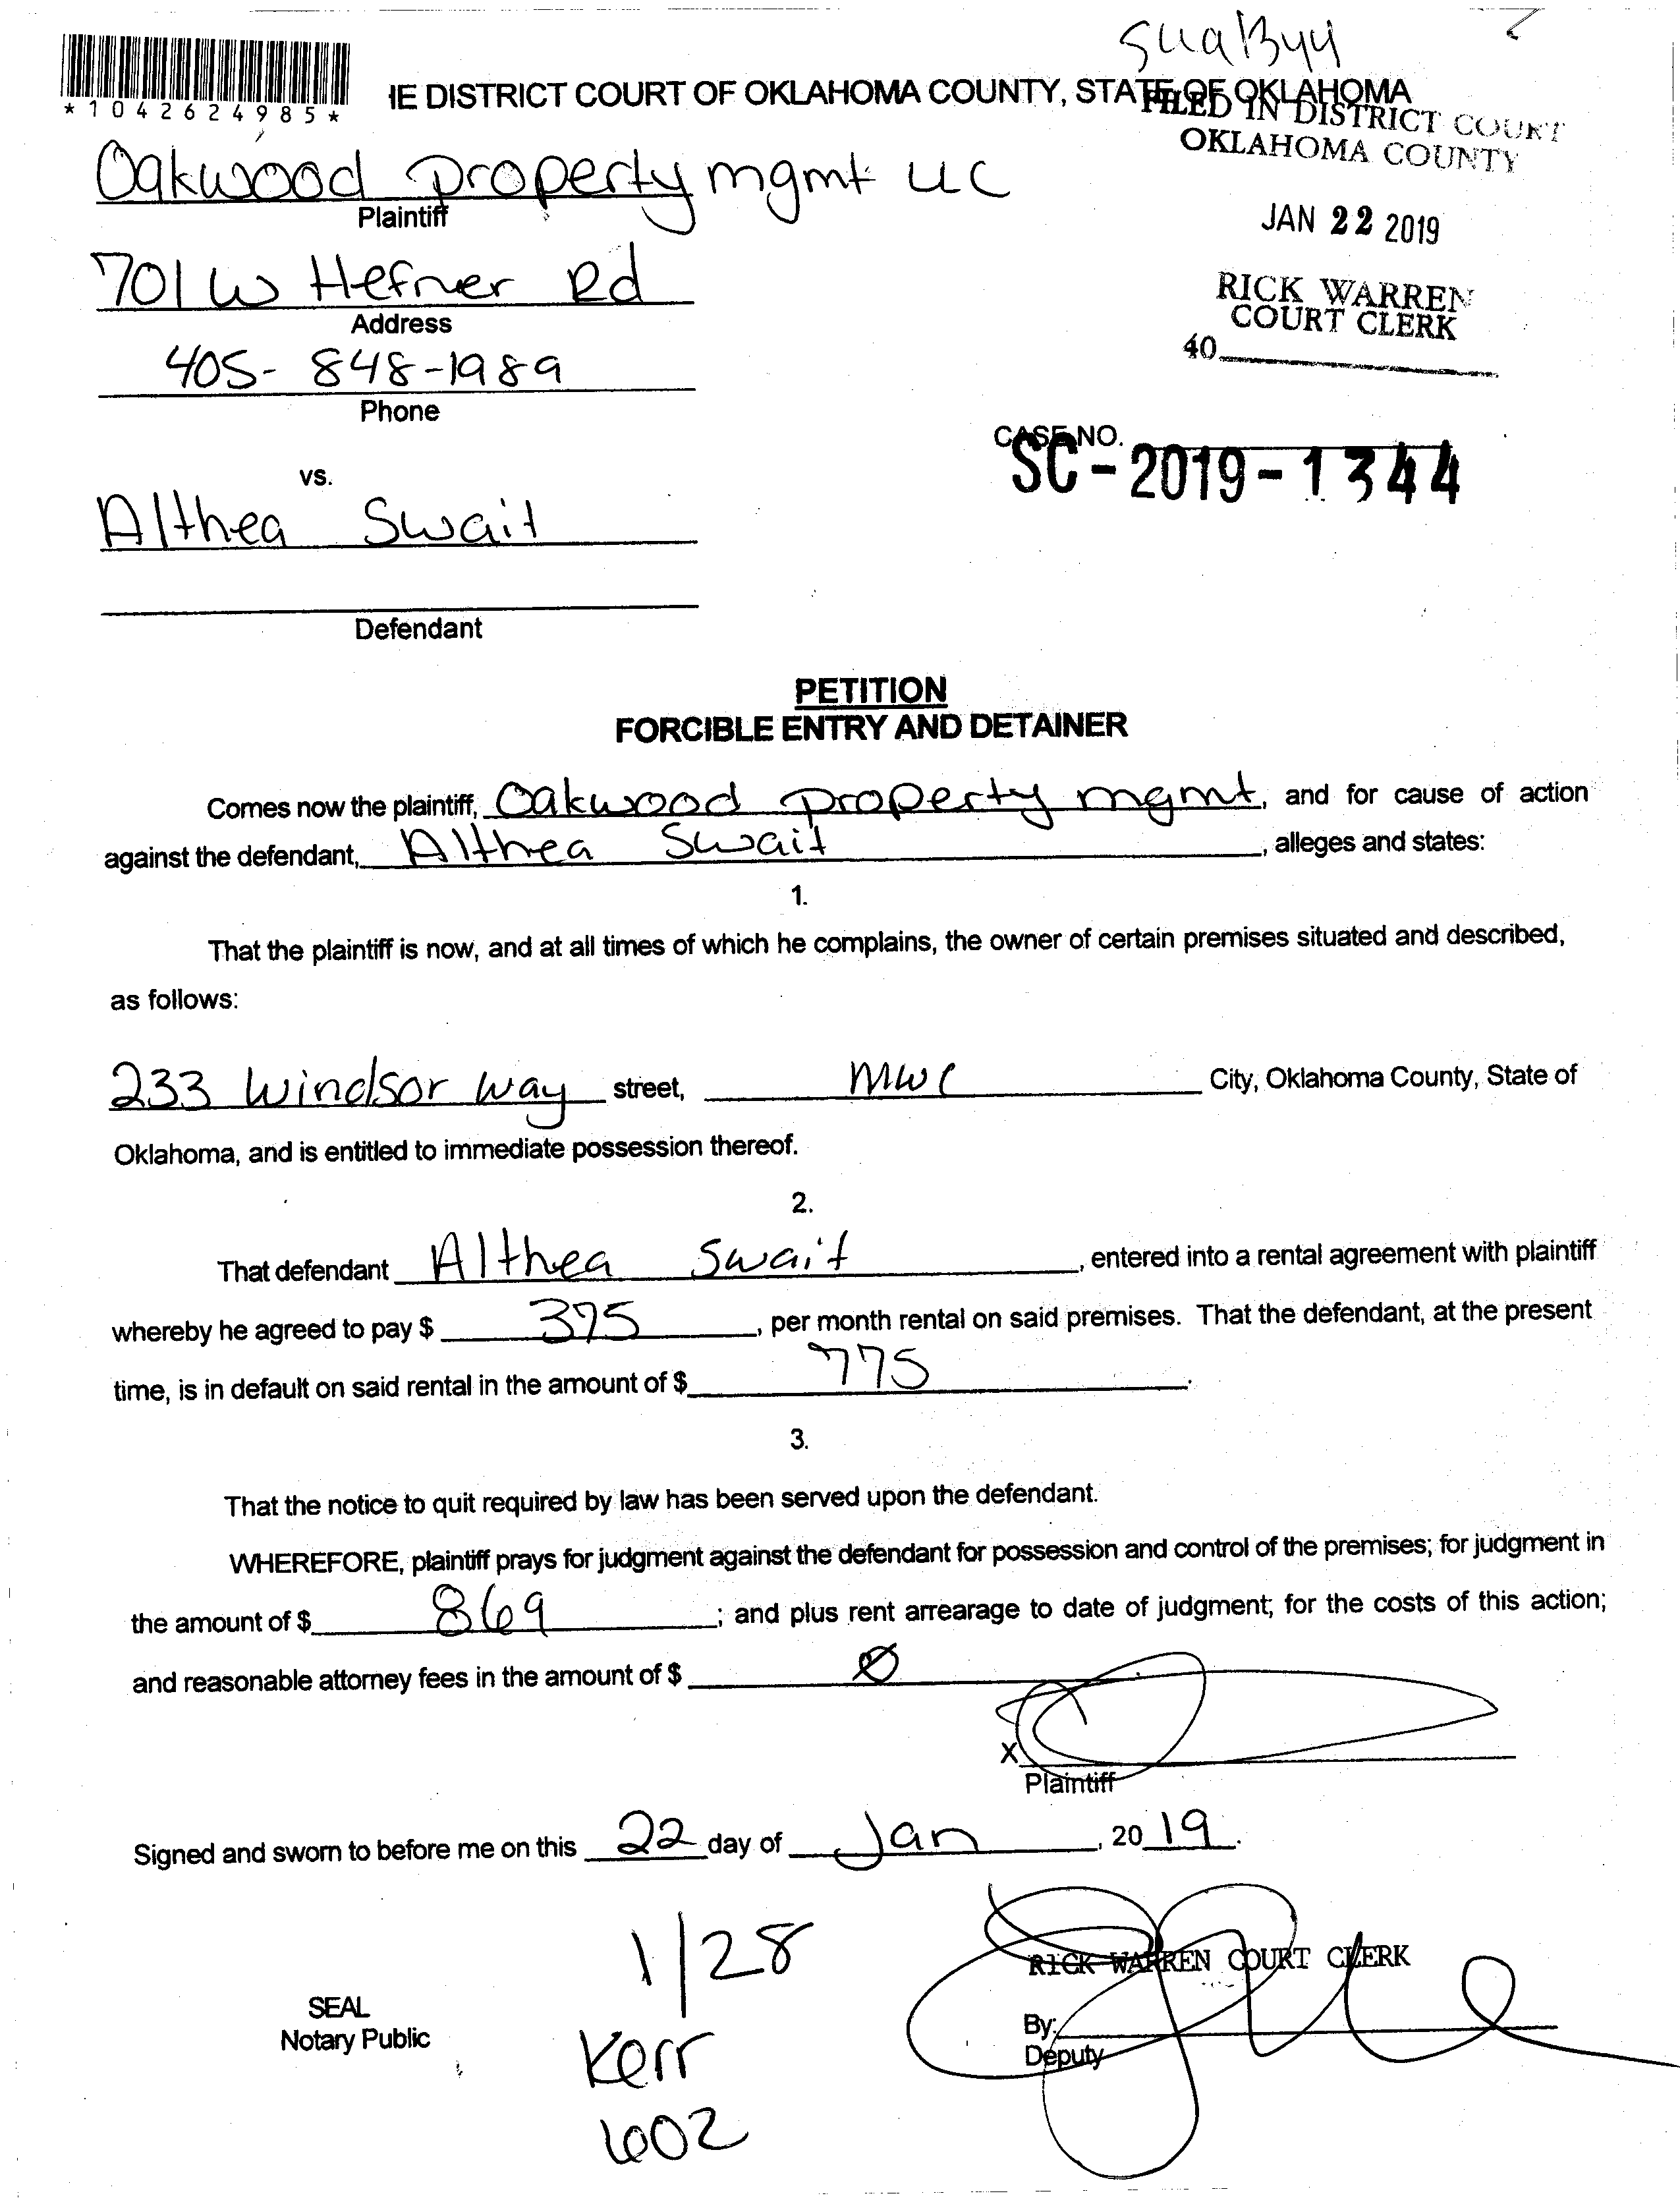 *1042624985*
IE DISTRICT COURT OF OKLAHOMA COUNTY, STATE OF OKLAHOMA
FILED IN DISTRICT COURT
OKLAHOMA COUNTY
JAN 22 2019
RICK WARREN
COURT CLERK
40
Oakwood property mgmt LLC
Plaintiff
701 W Hefner Rd
Address
405-848-1989
Phone
CASE NO.
SC-2019-1344
vs.
Althea Swait
Defendant
PETITION
FORCIBLE ENTRY AND DETAINER
Comes now the plaintiff, Oakwood property mgmt, and for cause of action
against the defendant, Althea Swait, alleges and states:
1.
That the plaintiff is now, and at all times of which he complains, the owner of certain premises situated and described,
as follows:
233 Windsor Way street, MWC City, Oklahoma County, State of
Oklahoma, and is entitled to immediate possession thereof.
2.
That defendant Althea Swait, entered into a rental agreement with plaintiff
whereby he agreed to pay $ 375, per month rental on said premises. That the defendant, at the present
time, is in default on said rental in the amount of $ 775.
3.
That the notice to quit required by law has been served upon the defendant.
WHEREFORE, plaintiff prays for judgment against the defendant for possession and control of the premises; for judgment in
the amount of $ 869; and plus rent arrearage to date of judgment; for the costs of this action;
and reasonable attorney fees in the amount of $ Ø
X
Plaintiff
Signed and sworn to before me on this 22 day of Jan, 2019.
1/28
RICK WARREN COURT CLERK
SEAL
Notary Public
By:
Deputy
Kerr
602